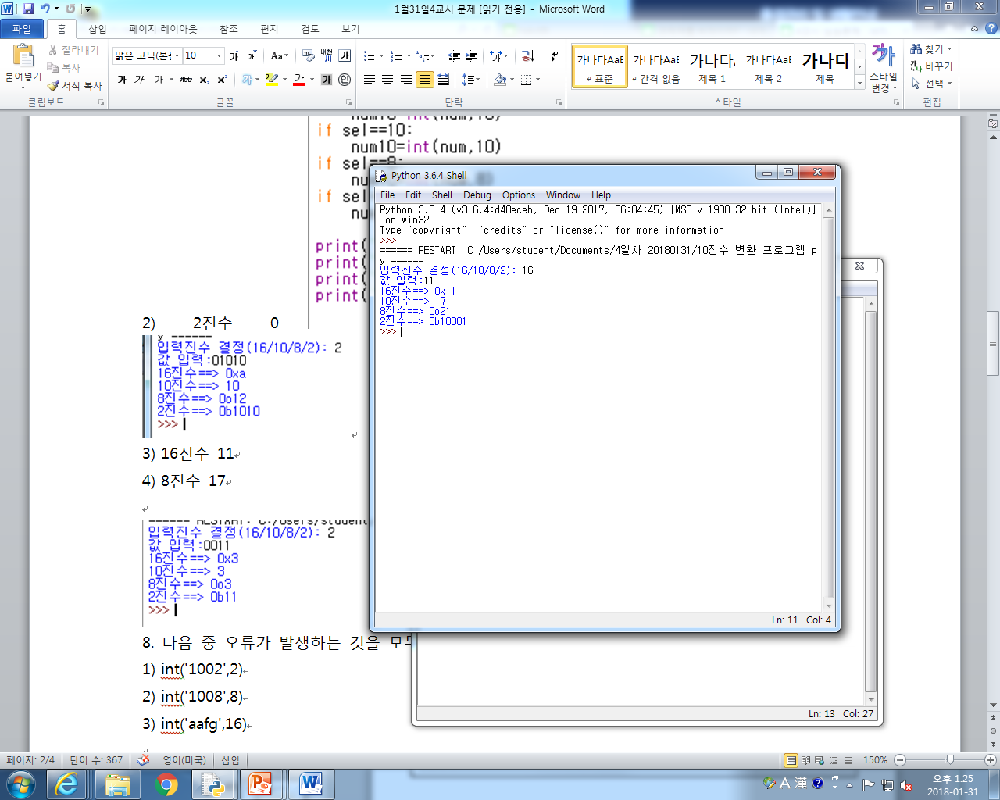 1월31일4교시 문제 [읽기 전용] - Microsoft Word
파일 홈 삽입 페이지 레이아웃 참조 편지 검토 보기
붙여넣기
잘라내기
복사
서식 복사
클립보드
맑은 고딕(본문 10
글꼴
단락
가나다AaB 가나다AaB 가나다, 가나다AaB 가나다
표준 간격 없음 제목 1 제목 2 제목
스타일 변경
스타일
찾기
바꾸기
선택
편집
if sel==10:
num10=int(num,10)
if sel==8:
if sel
print(
print(
print(
print(
2) 2진수 0
y ======
입력진수 결정(16/10/8/2): 2
값 입력:01010
16진수==> 0xa
10진수==> 10
8진수==> 0o12
2진수==> 0b1010
>>>
3) 16진수 11
4) 8진수 17
====== RESTART: C:/Users/student
입력진수 결정(16/10/8/2): 2
값 입력:0011
16진수==> 0x3
10진수==> 3
8진수==> 0o3
2진수==> 0b11
>>>
8. 다음 중 오류가 발생하는 것을 모두
1) int('1002',2)
2) int('1008',8)
3) int('aafg',16)
Python 3.6.4 Shell
File Edit Shell Debug Options Window Help
Python 3.6.4 (v3.6.4:d48eceb, Dec 19 2017, 06:04:45) [MSC v.1900 32 bit (Intel)]
on win32
Type "copyright", "credits" or "license()" for more information.
>>>
====== RESTART: C:/Users/student/Documents/4일차 20180131/10진수 변환 프로그램.p
y ======
입력진수 결정(16/10/8/2): 16
값 입력:11
16진수==> 0x11
10진수==> 17
8진수==> 0o21
2진수==> 0b10001
>>>
Ln: 11 Col: 4
Ln: 13 Col: 27
페이지: 2/4 단어 수: 367 영어(미국) 삽입
150%
A 漢
오후 1:25
2018-01-31